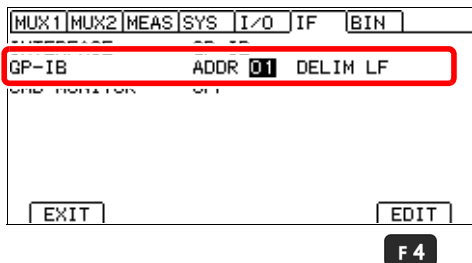 MUX1 MUX2 MEAS SYS I/O IF BIN
GP-IB ADDR 01 DELIM LF
EXIT EDIT
F4